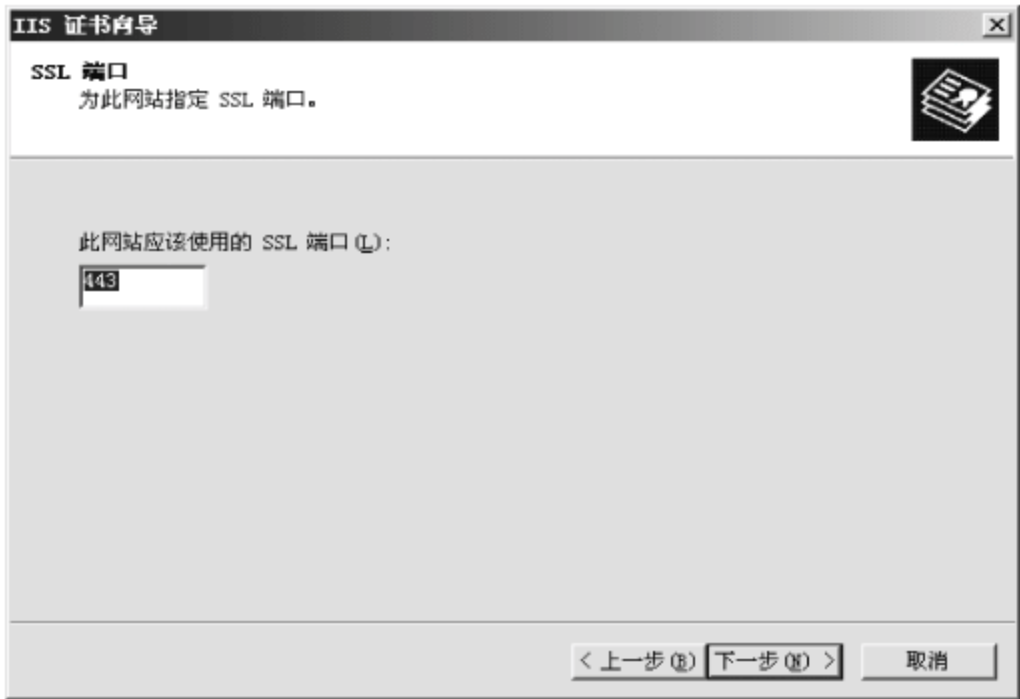 IIS 证书向导
SSL 端口
为此网站指定 SSL 端口。
此网站应该使用的 SSL 端口(L):
443
< 上一步(B) 下一步(N) > 取消